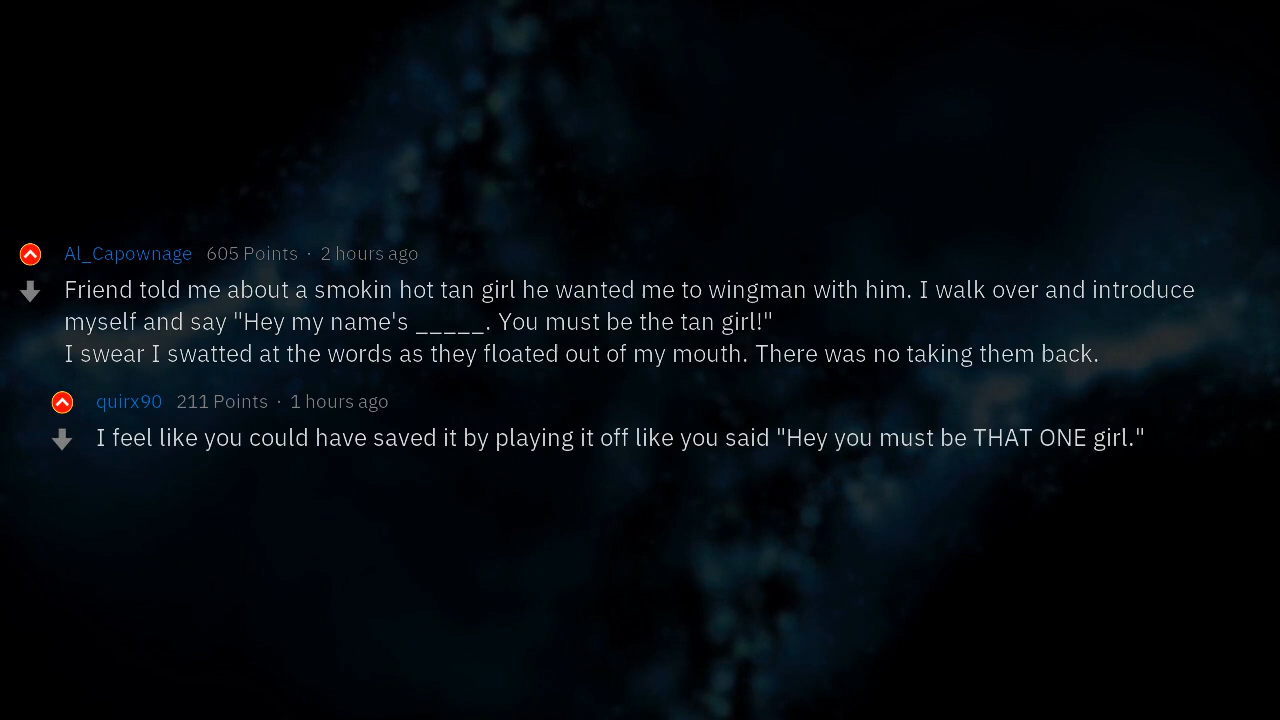 Al_Capownage 605 Points · 2 hours ago
Friend told me about a smokin hot tan girl he wanted me to wingman with him. I walk over and introduce
myself and say "Hey my name's _____. You must be the tan girl!"
I swear I swatted at the words as they floated out of my mouth. There was no taking them back.
quirx90 211 Points · 1 hours ago
I feel like you could have saved it by playing it off like you said "Hey you must be THAT ONE girl."